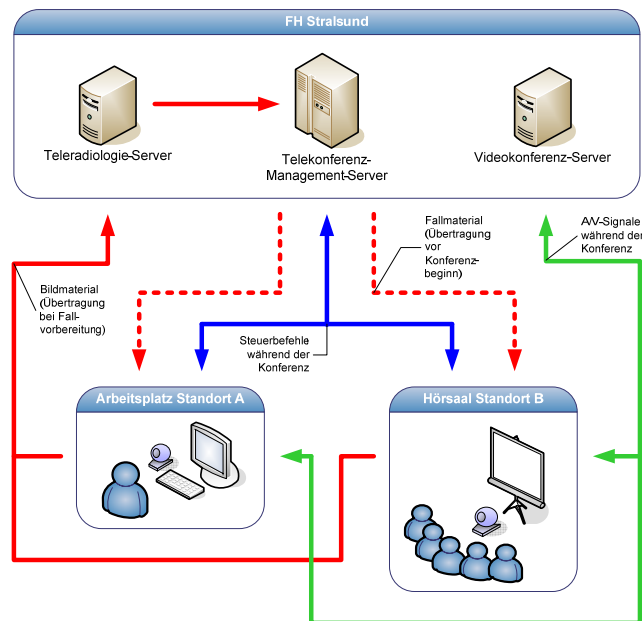 FH Stralsund
Teleradiologie-Server
Telekonferenz-
Management-Server
Videokonferenz-Server
Fallmaterial
(Übertragung
vor
Konferenz-
beginn)
A/V-Signale
während der
Konferenz
Bildmaterial
(Übertragung
bei Fall-
vorbereitung)
Steuerbefehle
während der
Konferenz
Arbeitsplatz Standort A
Hörsaal Standort B